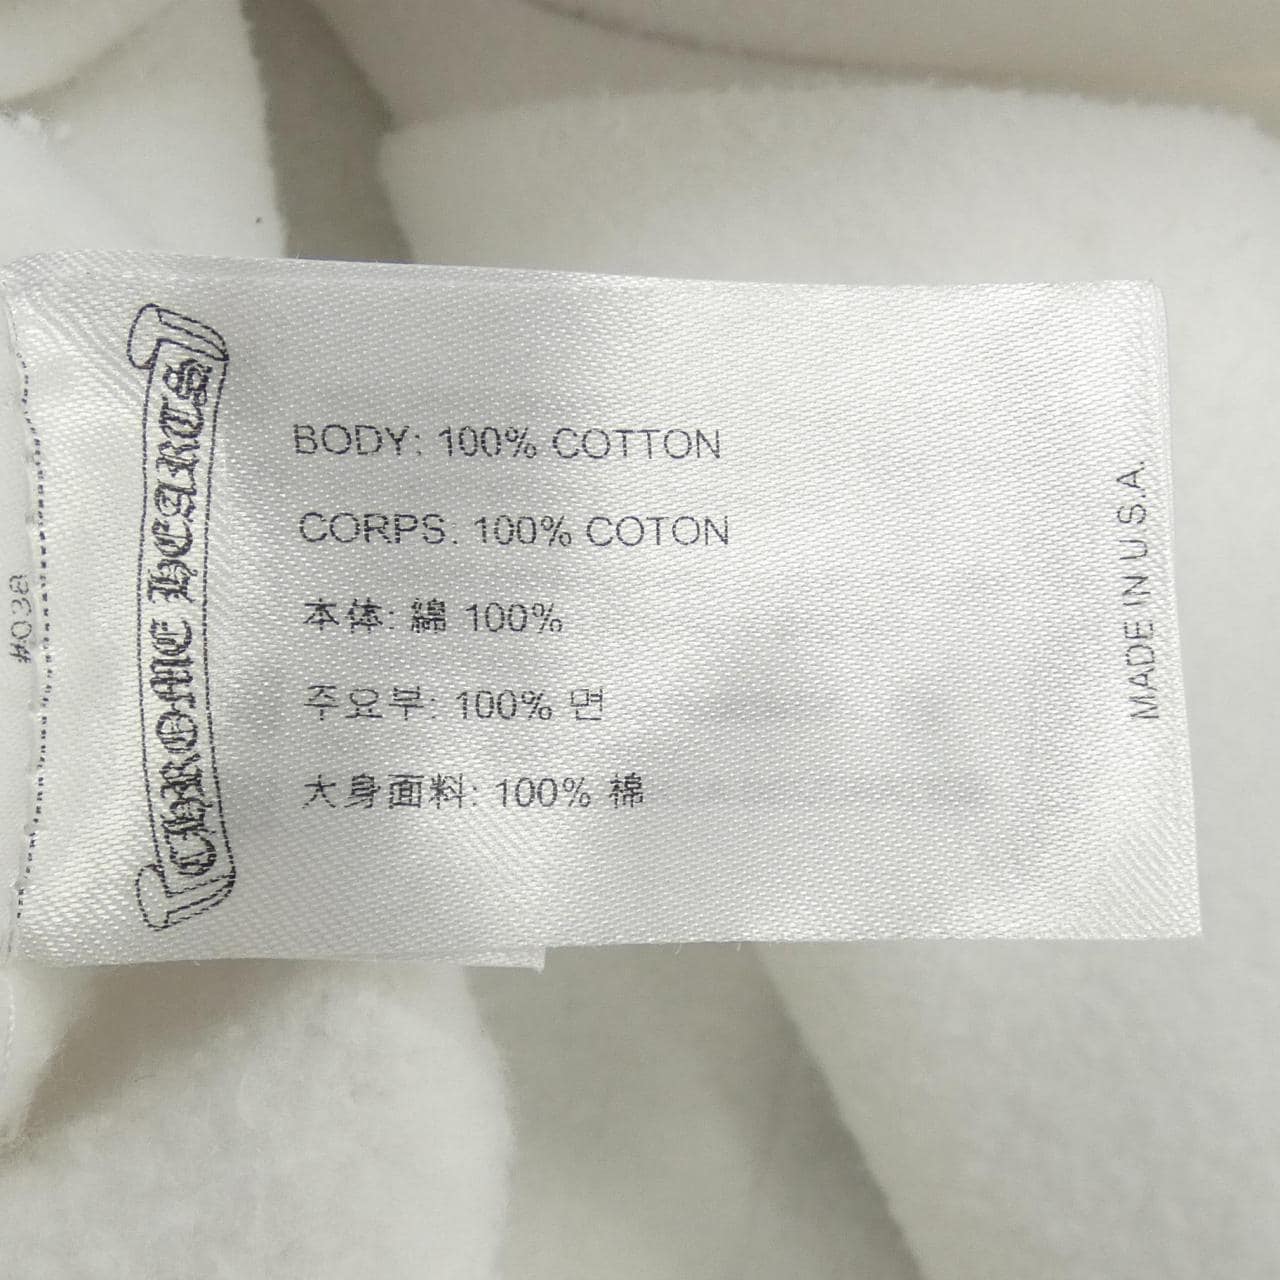 #038
CHROME HEARTS
BODY: 100% COTTON
CORPS: 100% COTON
本体: 綿 100%
주요부: 100% 면
大身面料: 100% 棉
MADE IN U.S.A.